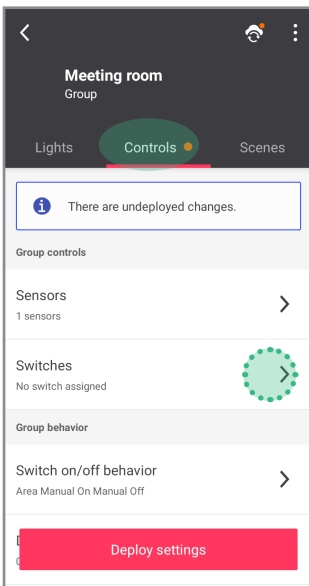 Meeting room
Group
Lights
Controls
Scenes
There are undeployed changes.
Group controls
Sensors
1 sensors
Switches
No switch assigned
Group behavior
Switch on/off behavior
Area Manual On Manual Off
Deploy settings